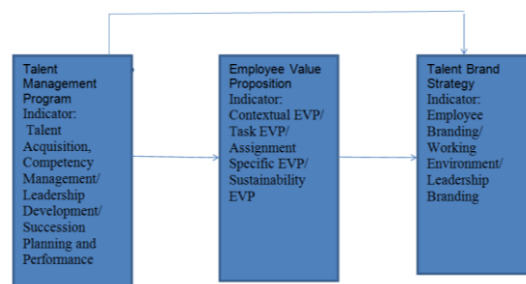 Talent
Management
Program
Indicator:
Talent
Acquisition,
Competency
Management/
Leadership
Development/
Succession
Planning and
Performance
Employee Value
Proposition
Indicator:
Contextual EVP/
Task EVP/
Assignment
Specific EVP/
Sustainability
EVP
Talent Brand
Strategy
Indicator:
Employee
Branding/
Working
Environment/
Leadership
Branding